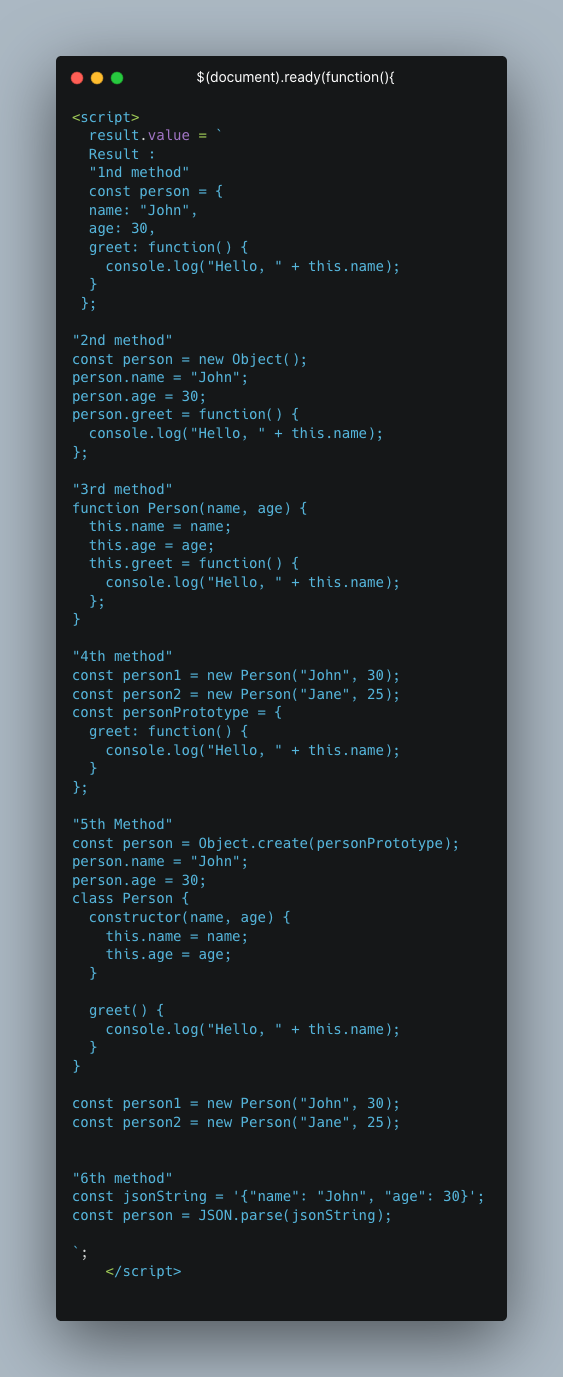 $(document).ready(function(){
<script>
  result.value = `
  Result :
  "1nd method"
  const person = {
  name: "John",
  age: 30,
  greet: function() {
    console.log("Hello, " + this.name);
  }
 };

"2nd method"
const person = new Object();
person.name = "John";
person.age = 30;
person.greet = function() {
  console.log("Hello, " + this.name);
};

"3rd method"
function Person(name, age) {
  this.name = name;
  this.age = age;
  this.greet = function() {
    console.log("Hello, " + this.name);
  };
}

"4th method"
const person1 = new Person("John", 30);
const person2 = new Person("Jane", 25);
const personPrototype = {
  greet: function() {
    console.log("Hello, " + this.name);
  }
};

"5th Method"
const person = Object.create(personPrototype);
person.name = "John";
person.age = 30;
class Person {
  constructor(name, age) {
    this.name = name;
    this.age = age;
  }

  greet() {
    console.log("Hello, " + this.name);
  }
}

const person1 = new Person("John", 30);
const person2 = new Person("Jane", 25);


"6th method"
const jsonString = '{"name": "John", "age": 30}';
const person = JSON.parse(jsonString);

`;
    </script>